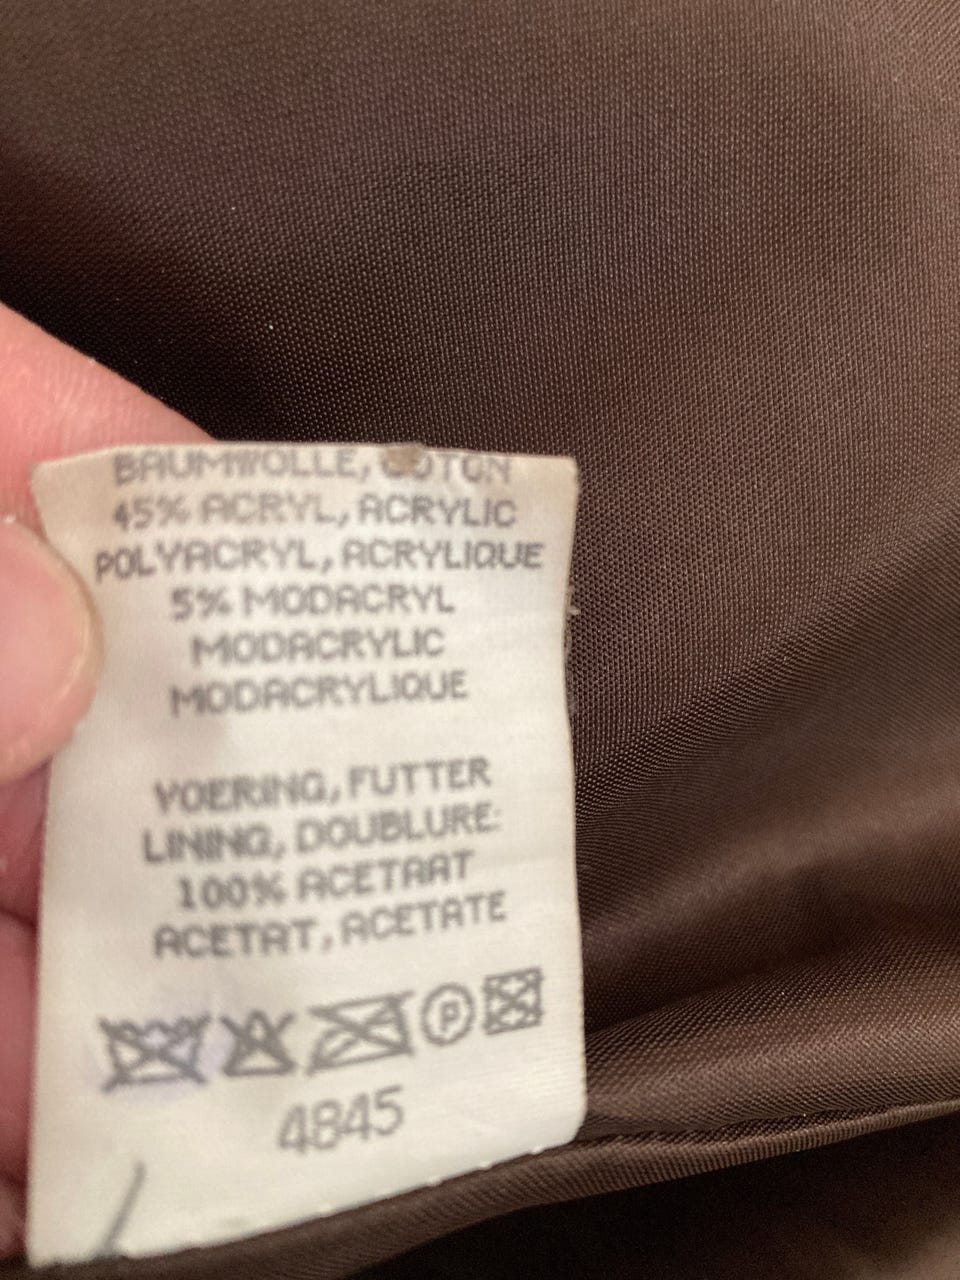 BAUMWOLLE, COTON
45% ACRYL, ACRYLIC
POLYACRYL, ACRYLIQUE
5% MODACRYL
MODACRYLIC
MODACRYLIQUE
VOERING, FUTTER
LINING, DOUBLURE:
100% ACETAAT
ACETAT, ACETATE
P
4845